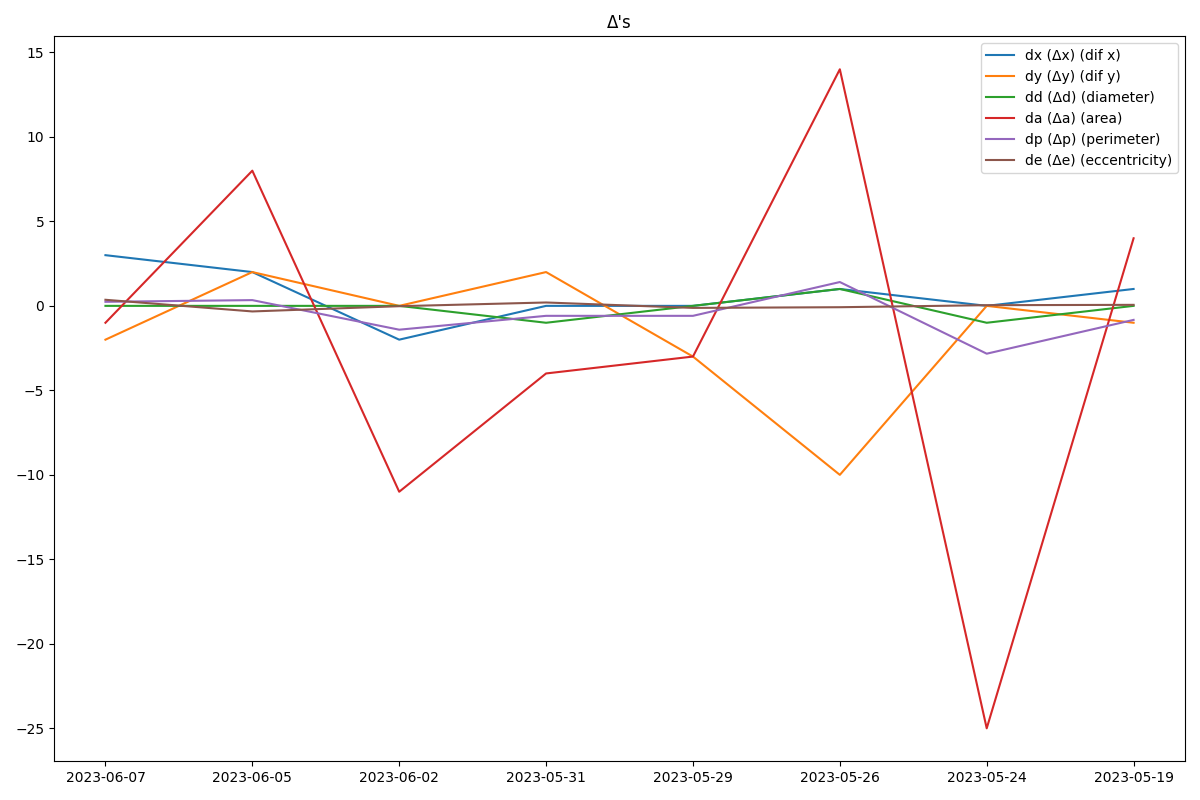 Δ's
dx (Δx) (dif x)
dy (Δy) (dif y)
dd (Δd) (diameter)
da (Δa) (area)
dp (Δp) (perimeter)
de (Δe) (eccentricity)
15
10
5
0
−5
−10
−15
−20
−25
2023-06-07 2023-06-05 2023-06-02 2023-05-31 2023-05-29 2023-05-26 2023-05-24 2023-05-19